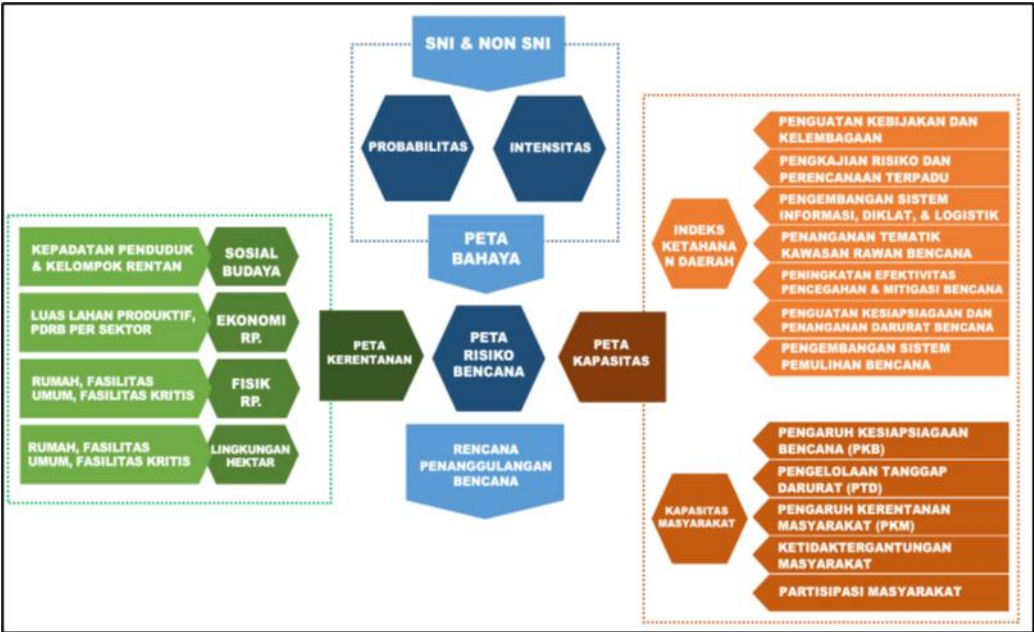 SNI & NON SNI
PROBABILITAS
INTENSITAS
PETA
BAHAYA
KEPADATAN PENDUDUK
& KELOMPOK RENTAN
SOSIAL
BUDAYA
LUAS LAHAN PRODUKTIF,
PDRB PER SEKTOR
EKONOMI
RP.
RUMAH, FASILITAS
UMUM, FASILITAS KRITIS
FISIK
RP.
RUMAH, FASILITAS
UMUM, FASILITAS KRITIS
LINGKUNGAN
HEKTAR
PETA
KERENTANAN
PETA
RISIKO
BENCANA
PETA
KAPASITAS
RENCANA
PENANGGULANGAN
BENCANA
INDEKS
KETAHANA
N DAERAH
PENGUATAN KEBIJAKAN DAN
KELEMBAGAAN
PENGKAJIAN RISIKO DAN
PERENCANAAN TERPADU
PENGEMBANGAN SISTEM
INFORMASI, DIKLAT, & LOGISTIK
PENANGANAN TEMATIK
KAWASAN RAWAN BENCANA
PENINGKATAN EFEKTIVITAS
PENCEGAHAN & MITIGASI BENCANA
PENGUATAN KESIAPSIAGAAN DAN
PENANGANAN DARURAT BENCANA
PENGEMBANGAN SISTEM
PEMULIHAN BENCANA
KAPASITAS
MASYARAKAT
PENGARUH KESIAPSIAGAAN
BENCANA (PKB)
PENGELOLAAN TANGGAP
DARURAT (PTD)
PENGARUH KERENTANAN
MASYARAKAT (PKM)
KETIDAKTERGANTUNGAN
MASYARAKAT
PARTISIPASI MASYARAKAT